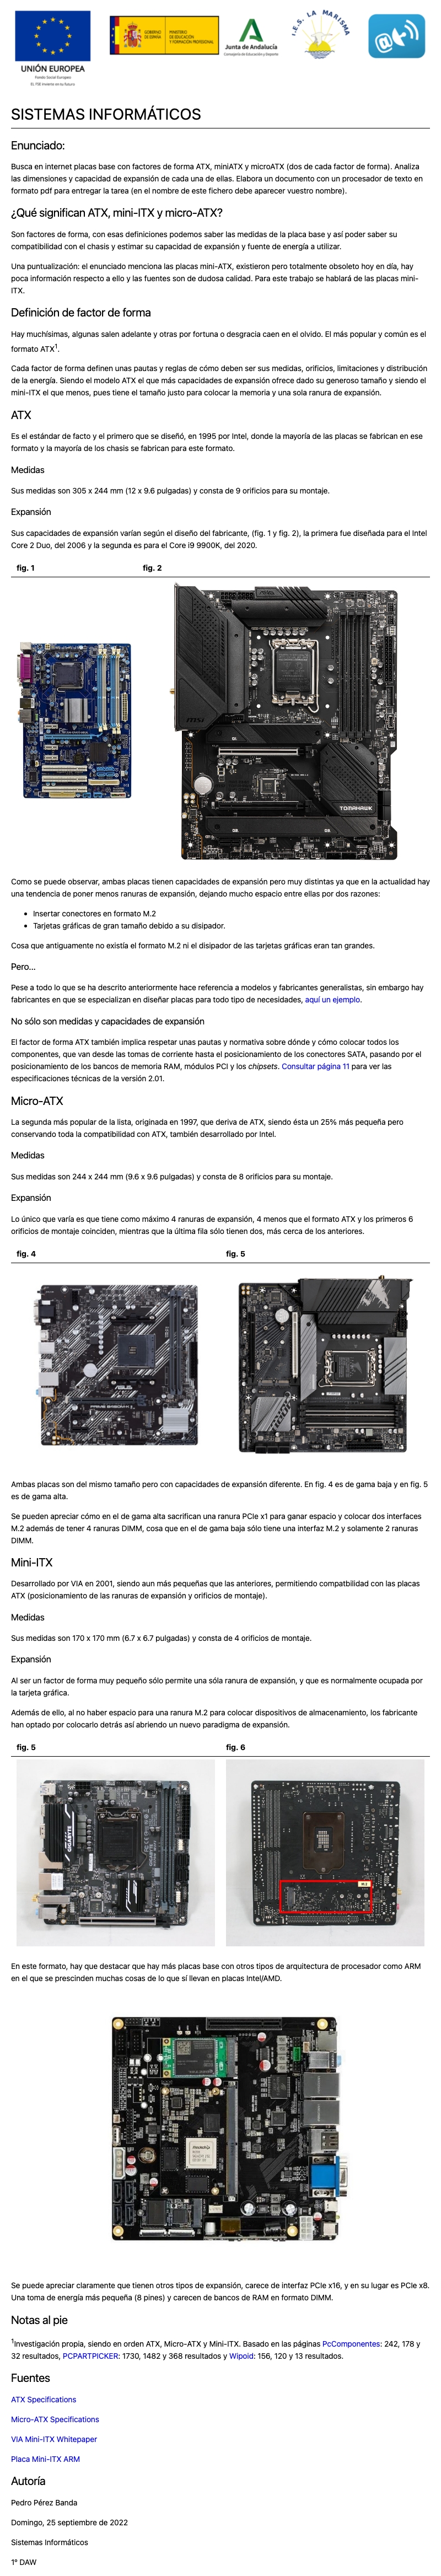 UNIÓN EUROPEA
Fondo Social Europeo
EL FSE invierte en tu futuro
GOBIERNO DE ESPAÑA
MINISTERIO DE EDUCACIÓN Y FORMACIÓN PROFESIONAL
Junta de Andalucía
Consejería de Educación y Deporte
I.E.S. LA MARISMA
SISTEMAS INFORMÁTICOS
Enunciado:
Busca en internet placas base con factores de forma ATX, miniATX y microATX (dos de cada factor de forma). Analiza
las dimensiones y capacidad de expansión de cada una de ellas. Elabora un documento con un procesador de texto en
formato pdf para entregar la tarea (en el nombre de este fichero debe aparecer vuestro nombre).
¿Qué significan ATX, mini-ITX y micro-ATX?
Son factores de forma, con esas definiciones podemos saber las medidas de la placa base y así poder saber su
compatibilidad con el chasis y estimar su capacidad de expansión y fuente de energía a utilizar.
Una puntualización: el enunciado menciona las placas mini-ATX, existieron pero totalmente obsoleto hoy en día, hay
poca información respecto a ello y las fuentes son de dudosa calidad. Para este trabajo se hablará de las placas mini-
ITX.
Definición de factor de forma
Hay muchísimas, algunas salen adelante y otras por fortuna o desgracia caen en el olvido. El más popular y común es el
formato ATX1.
Cada factor de forma definen unas pautas y reglas de cómo deben ser sus medidas, orificios, limitaciones y distribución
de la energía. Siendo el modelo ATX el que más capacidades de expansión ofrece dado su generoso tamaño y siendo el
mini-ITX el que menos, pues tiene el tamaño justo para colocar la memoria y una sola ranura de expansión.
ATX
Es el estándar de facto y el primero que se diseñó, en 1995 por Intel, donde la mayoría de las placas se fabrican en ese
formato y la mayoría de los chasis se fabrican para este formato.
Medidas
Sus medidas son 305 x 244 mm (12 x 9.6 pulgadas) y consta de 9 orificios para su montaje.
Expansión
Sus capacidades de expansión varían según el diseño del fabricante, (fig. 1 y fig. 2), la primera fue diseñada para el Intel
Core 2 Duo, del 2006 y la segunda es para el Core i9 9900K, del 2020.
fig. 1 fig. 2
TOMAHAWK
Como se puede observar, ambas placas tienen capacidades de expansión pero muy distintas ya que en la actualidad hay
una tendencia de poner menos ranuras de expansión, dejando mucho espacio entre ellas por dos razones:
• Insertar conectores en formato M.2
• Tarjetas gráficas de gran tamaño debido a su disipador.
Cosa que antiguamente no existía el formato M.2 ni el disipador de las tarjetas gráficas eran tan grandes.
Pero...
Pese a todo lo que se ha descrito anteriormente hace referencia a modelos y fabricantes generalistas, sin embargo hay
fabricantes en que se especializan en diseñar placas para todo tipo de necesidades, aquí un ejemplo.
No sólo son medidas y capacidades de expansión
El factor de forma ATX también implica respetar unas pautas y normativa sobre dónde y cómo colocar todos los
componentes, que van desde las tomas de corriente hasta el posicionamiento de los conectores SATA, pasando por el
posicionamiento de los bancos de memoria RAM, módulos PCI y los chipsets. Consultar página 11 para ver las
especificaciones técnicas de la versión 2.01.
Micro-ATX
La segunda más popular de la lista, originada en 1997, que deriva de ATX, siendo ésta un 25% más pequeña pero
conservando toda la compatibilidad con ATX, también desarrollado por Intel.
Medidas
Sus medidas son 244 x 244 mm (9.6 x 9.6 pulgadas) y consta de 8 orificios para su montaje.
Expansión
Lo único que varía es que tiene como máximo 4 ranuras de expansión, 4 menos que el formato ATX y los primeros 6
orificios de montaje coinciden, mientras que la última fila sólo tienen dos, más cerca de los anteriores.
fig. 4 fig. 5
Ambas placas son del mismo tamaño pero con capacidades de expansión diferente. En fig. 4 es de gama baja y en fig. 5
es de gama alta.
Se pueden apreciar cómo en el de gama alta sacrifican una ranura PCIe x1 para ganar espacio y colocar dos interfaces
M.2 además de tener 4 ranuras DIMM, cosa que en el de gama baja sólo tiene una interfaz M.2 y solamente 2 ranuras
DIMM.
Mini-ITX
Desarrollado por VIA en 2001, siendo aun más pequeñas que las anteriores, permitiendo compatbilidad con las placas
ATX (posicionamiento de las ranuras de expansión y orificios de montaje).
Medidas
Sus medidas son 170 x 170 mm (6.7 x 6.7 pulgadas) y consta de 4 orificios de montaje.
Expansión
Al ser un factor de forma muy pequeño sólo permite una sóla ranura de expansión, y que es normalmente ocupada por
la tarjeta gráfica.
Además de ello, al no haber espacio para una ranura M.2 para colocar dispositivos de almacenamiento, los fabricante
han optado por colocarlo detrás así abriendo un nuevo paradigma de expansión.
fig. 5 fig. 6
En este formato, hay que destacar que hay más placas base con otros tipos de arquitectura de procesador como ARM
en el que se prescinden muchas cosas de lo que sí llevan en placas Intel/AMD.
Se puede apreciar claramente que tienen otros tipos de expansión, carece de interfaz PCIe x16, y en su lugar es PCIe x8.
Una toma de energía más pequeña (8 pines) y carecen de bancos de RAM en formato DIMM.
Notas al pie
1Investigación propia, siendo en orden ATX, Micro-ATX y Mini-ITX. Basado en las páginas PcComponentes: 242, 178 y
32 resultados, PCPARTPICKER: 1730, 1482 y 368 resultados y Wipoid: 156, 120 y 13 resultados.
Fuentes
ATX Specifications
Micro-ATX Specifications
VIA Mini-ITX Whitepaper
Placa Mini-ITX ARM
Autoría
Pedro Pérez Banda
Domingo, 25 septiembre de 2022
Sistemas Informáticos
1º DAW